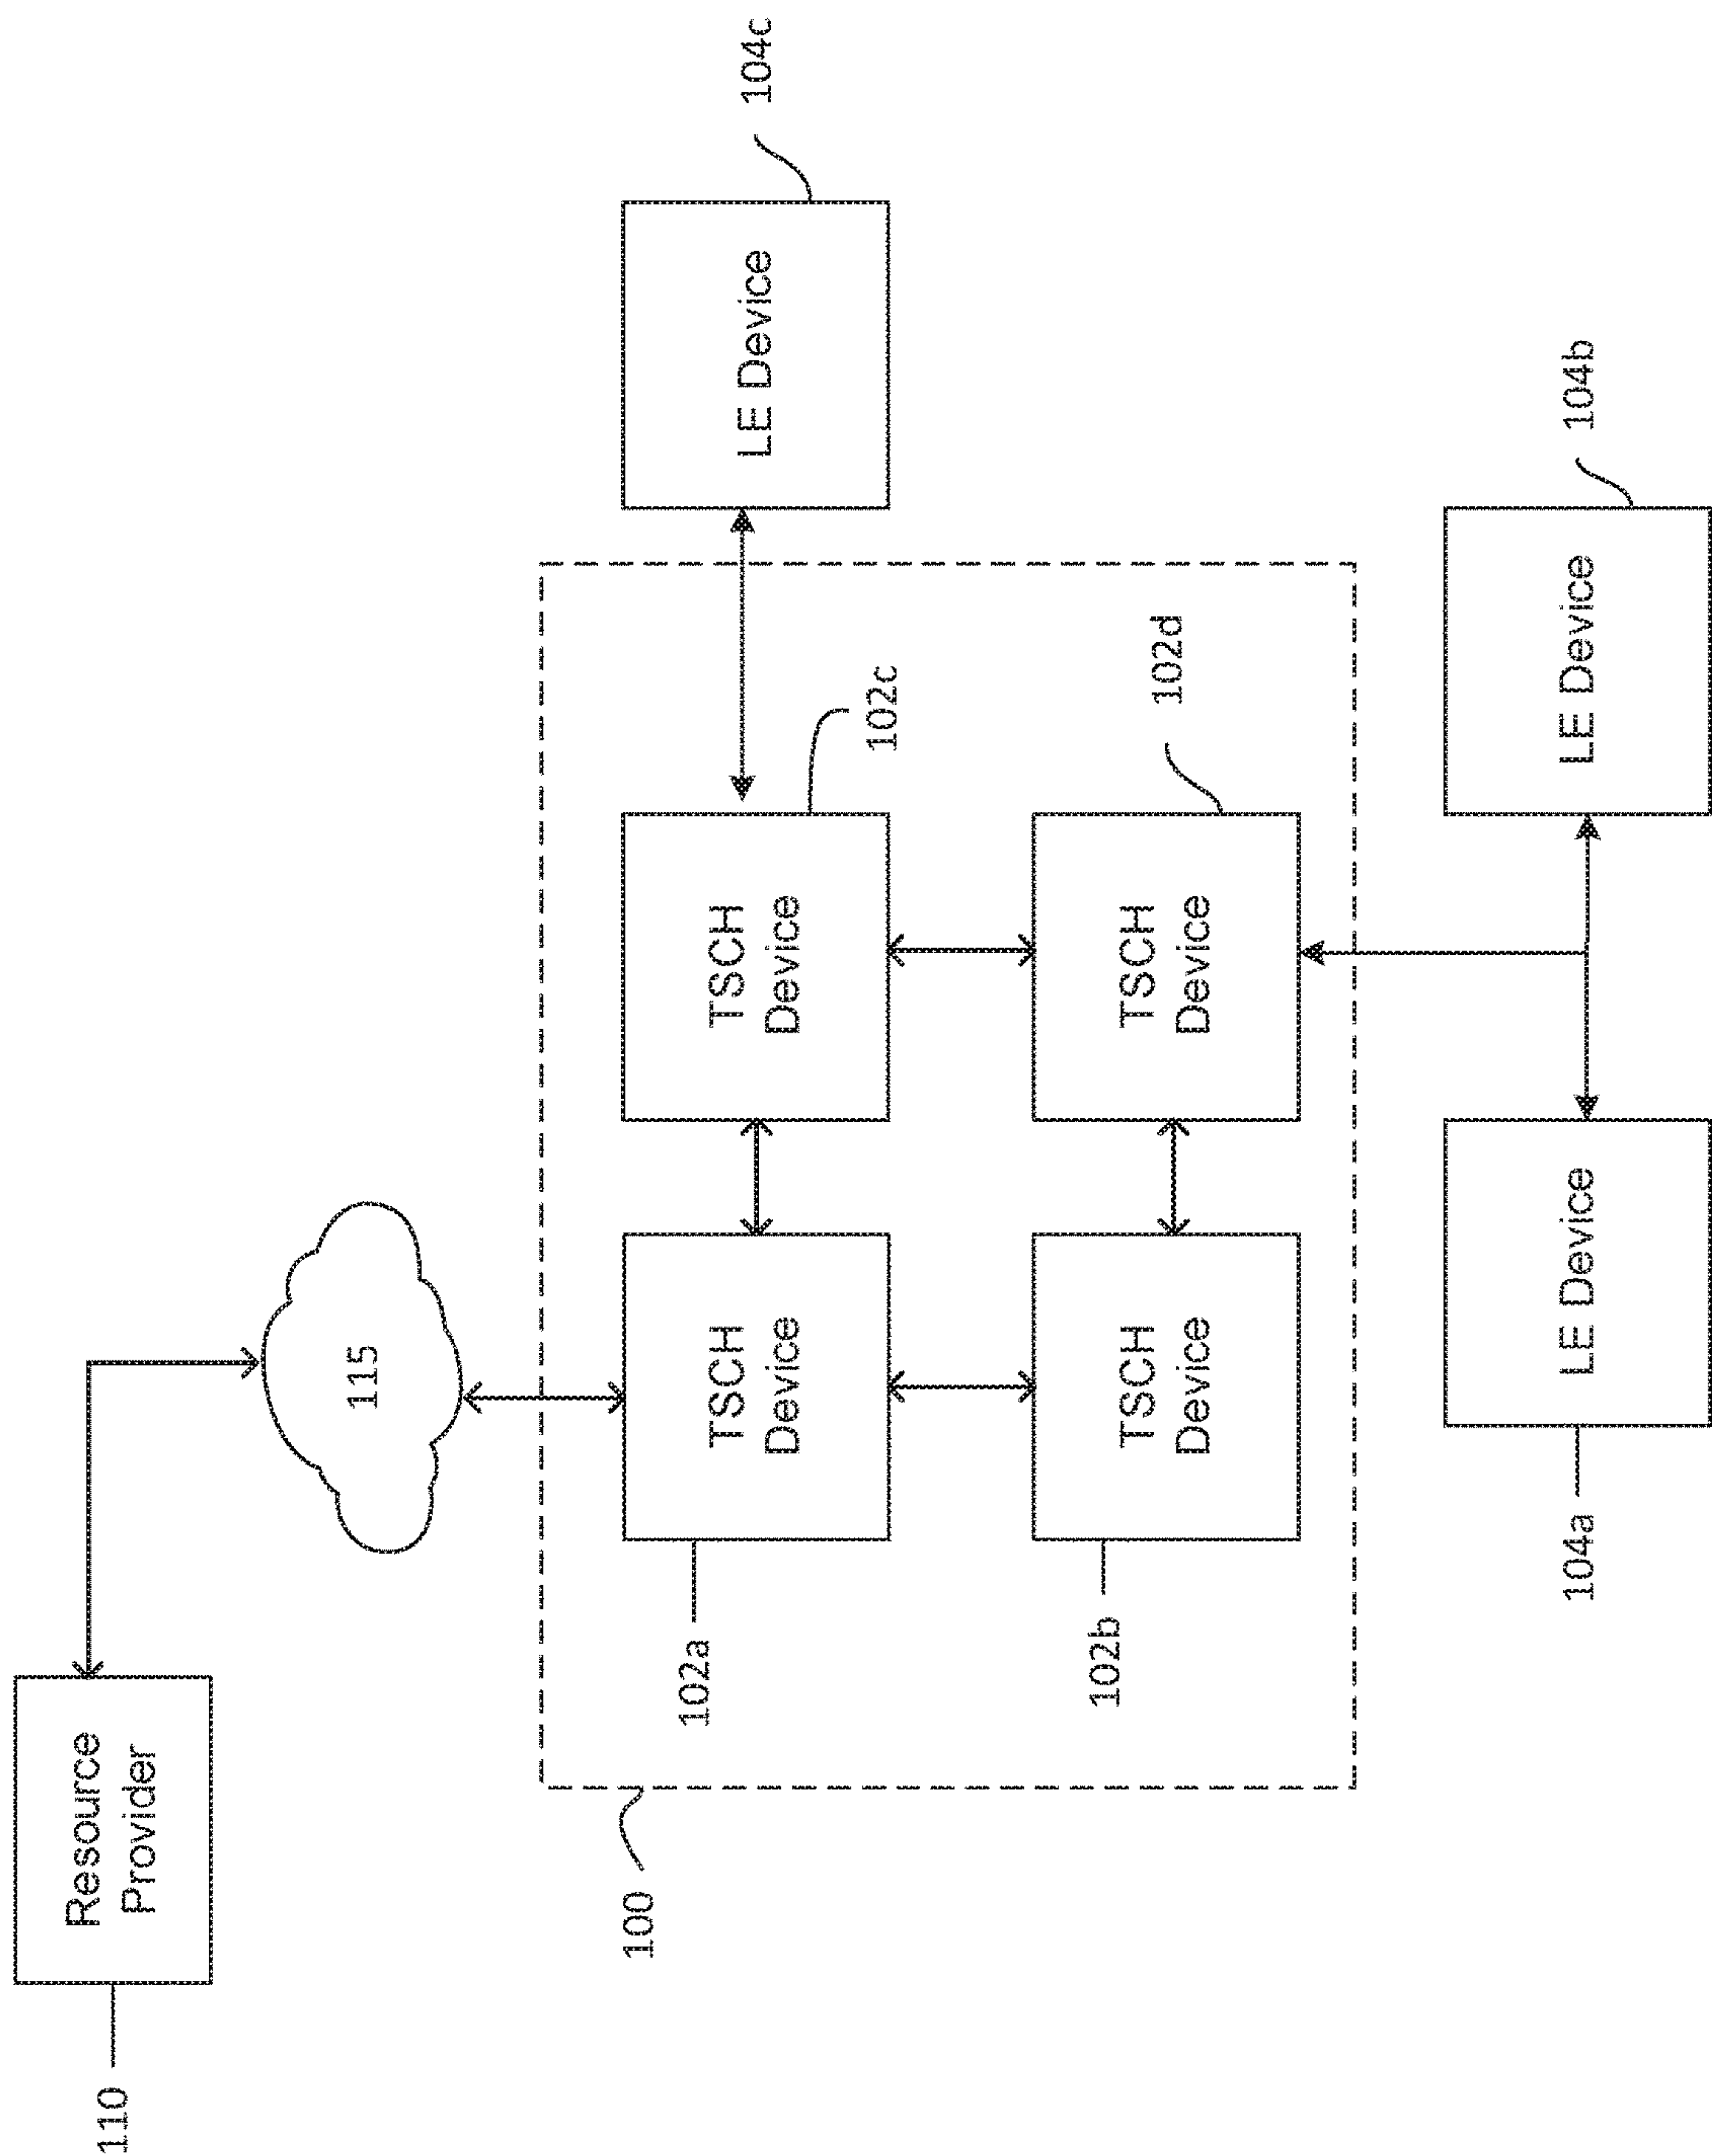 110
Resource
Provider
115
100
102a
TSCH
Device
TSCH
Device
102c
LE Device
104c
102b
TSCH
Device
TSCH
Device
102d
104a
LE Device
LE Device
104b